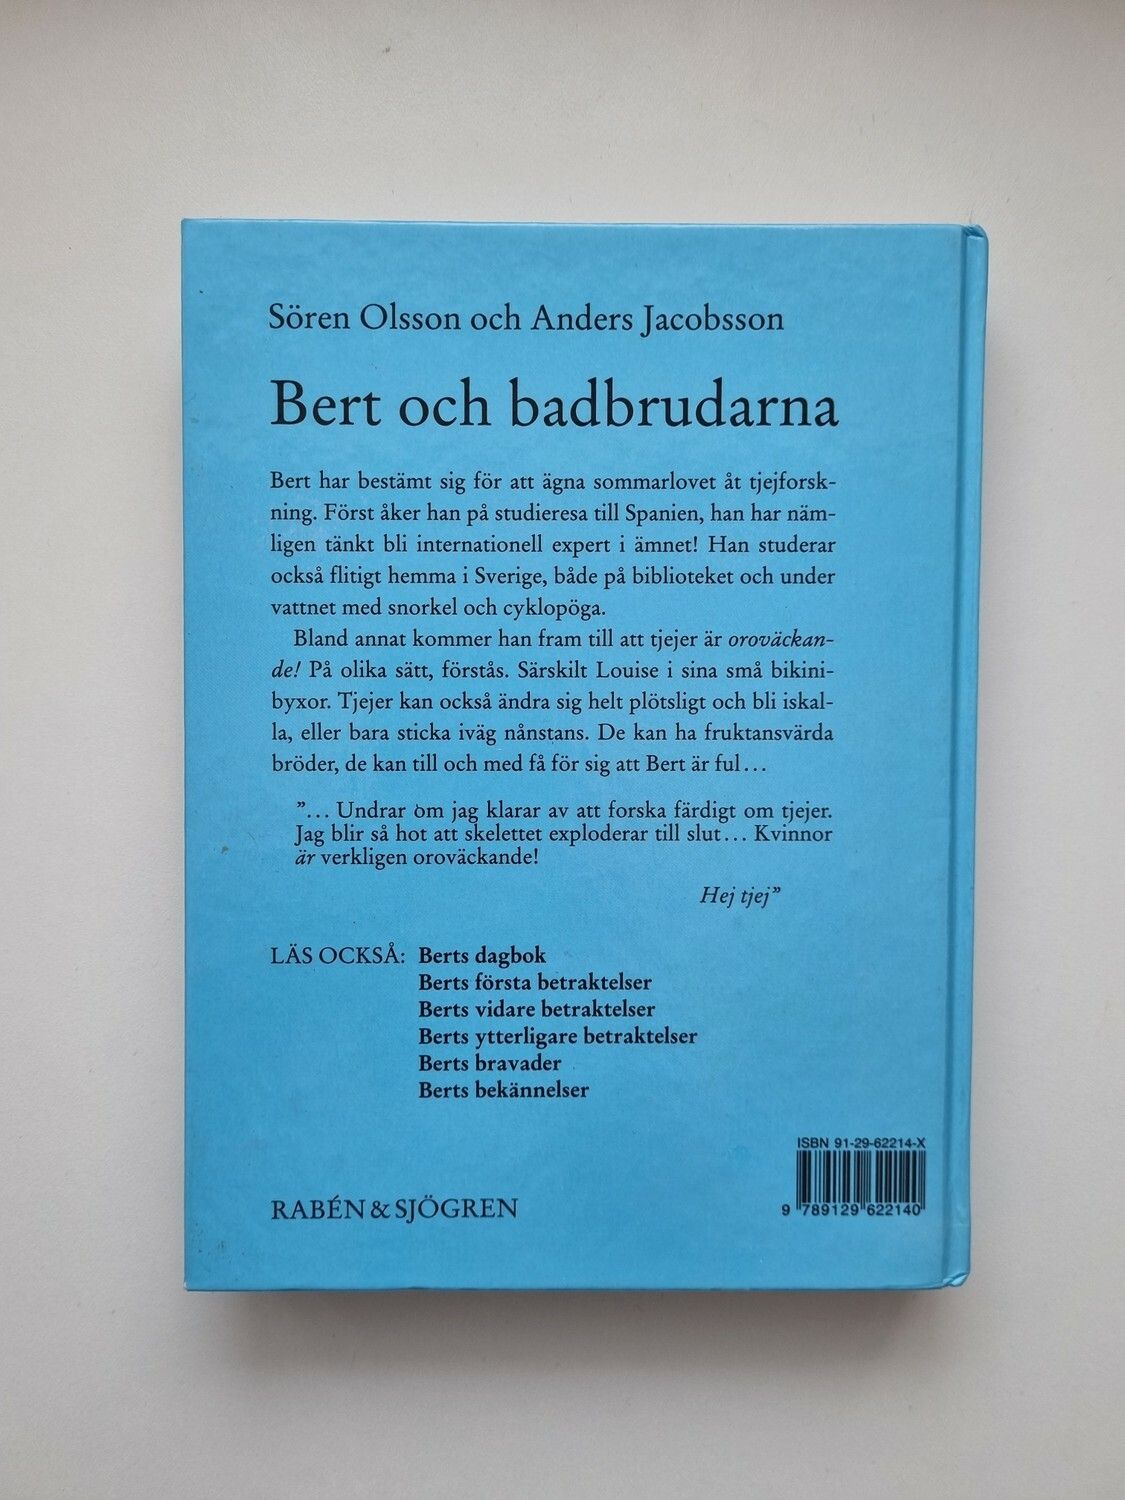 Sören Olsson och Anders Jacobsson
Bert och badbrudarna
Bert har bestämt sig för att ägna sommarlovet åt tjejforsk-
ning. Först åker han på studieresa till Spanien, han har näm-
ligen tänkt bli internationell expert i ämnet! Han studerar
också flitigt hemma i Sverige, både på biblioteket och under
vattnet med snorkel och cyklopöga.
Bland annat kommer han fram till att tjejer är oroväckan-
de! På olika sätt, förstås. Särskilt Louise i sina små bikini-
byxor. Tjejer kan också ändra sig helt plötsligt och bli iskal-
la, eller bara sticka iväg nånstans. De kan ha fruktansvärda
bröder, de kan till och med få för sig att Bert är ful...
”... Undrar om jag klarar av att forska färdigt om tjejer.
Jag blir så hot att skelettet exploderar till slut... Kvinnor
är verkligen oroväckande!
Hej tjej”
LÄS OCKSÅ: Berts dagbok
Berts första betraktelser
Berts vidare betraktelser
Berts ytterligare betraktelser
Berts bravader
Berts bekännelser
ISBN 91-29-62214-X
9 789129 622140
RABÉN & SJÖGREN